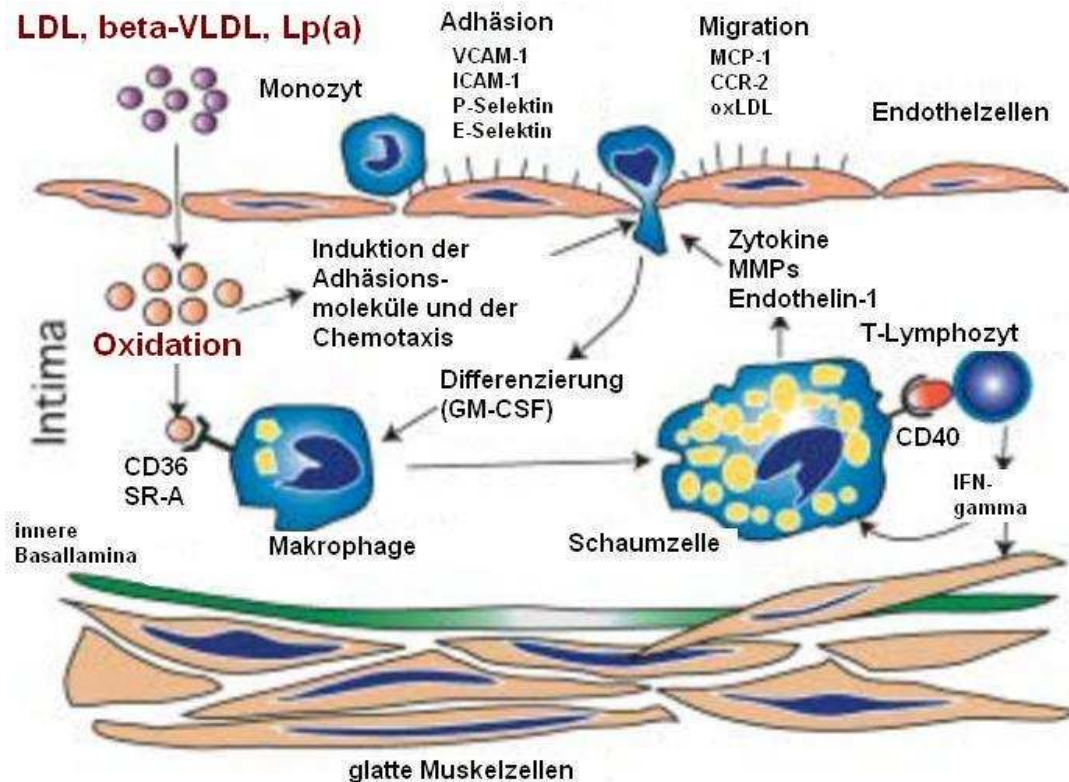 LDL, beta-VLDL, Lp(a)
Adhäsion
VCAM-1
ICAM-1
P-Selektin
E-Selektin
Migration
MCP-1
CCR-2
oxLDL
Monozyt
Endothelzellen
Induktion der
Adhäsions-
moleküle und der
Chemotaxis
Zytokine
MMPs
Endothelin-1
Oxidation
T-Lymphozyt
Intima
Differenzierung
(GM-CSF)
CD40
CD36
SR-A
IFN-
gamma
innere
Basallamina
Makrophage
Schaumzelle
glatte Muskelzellen